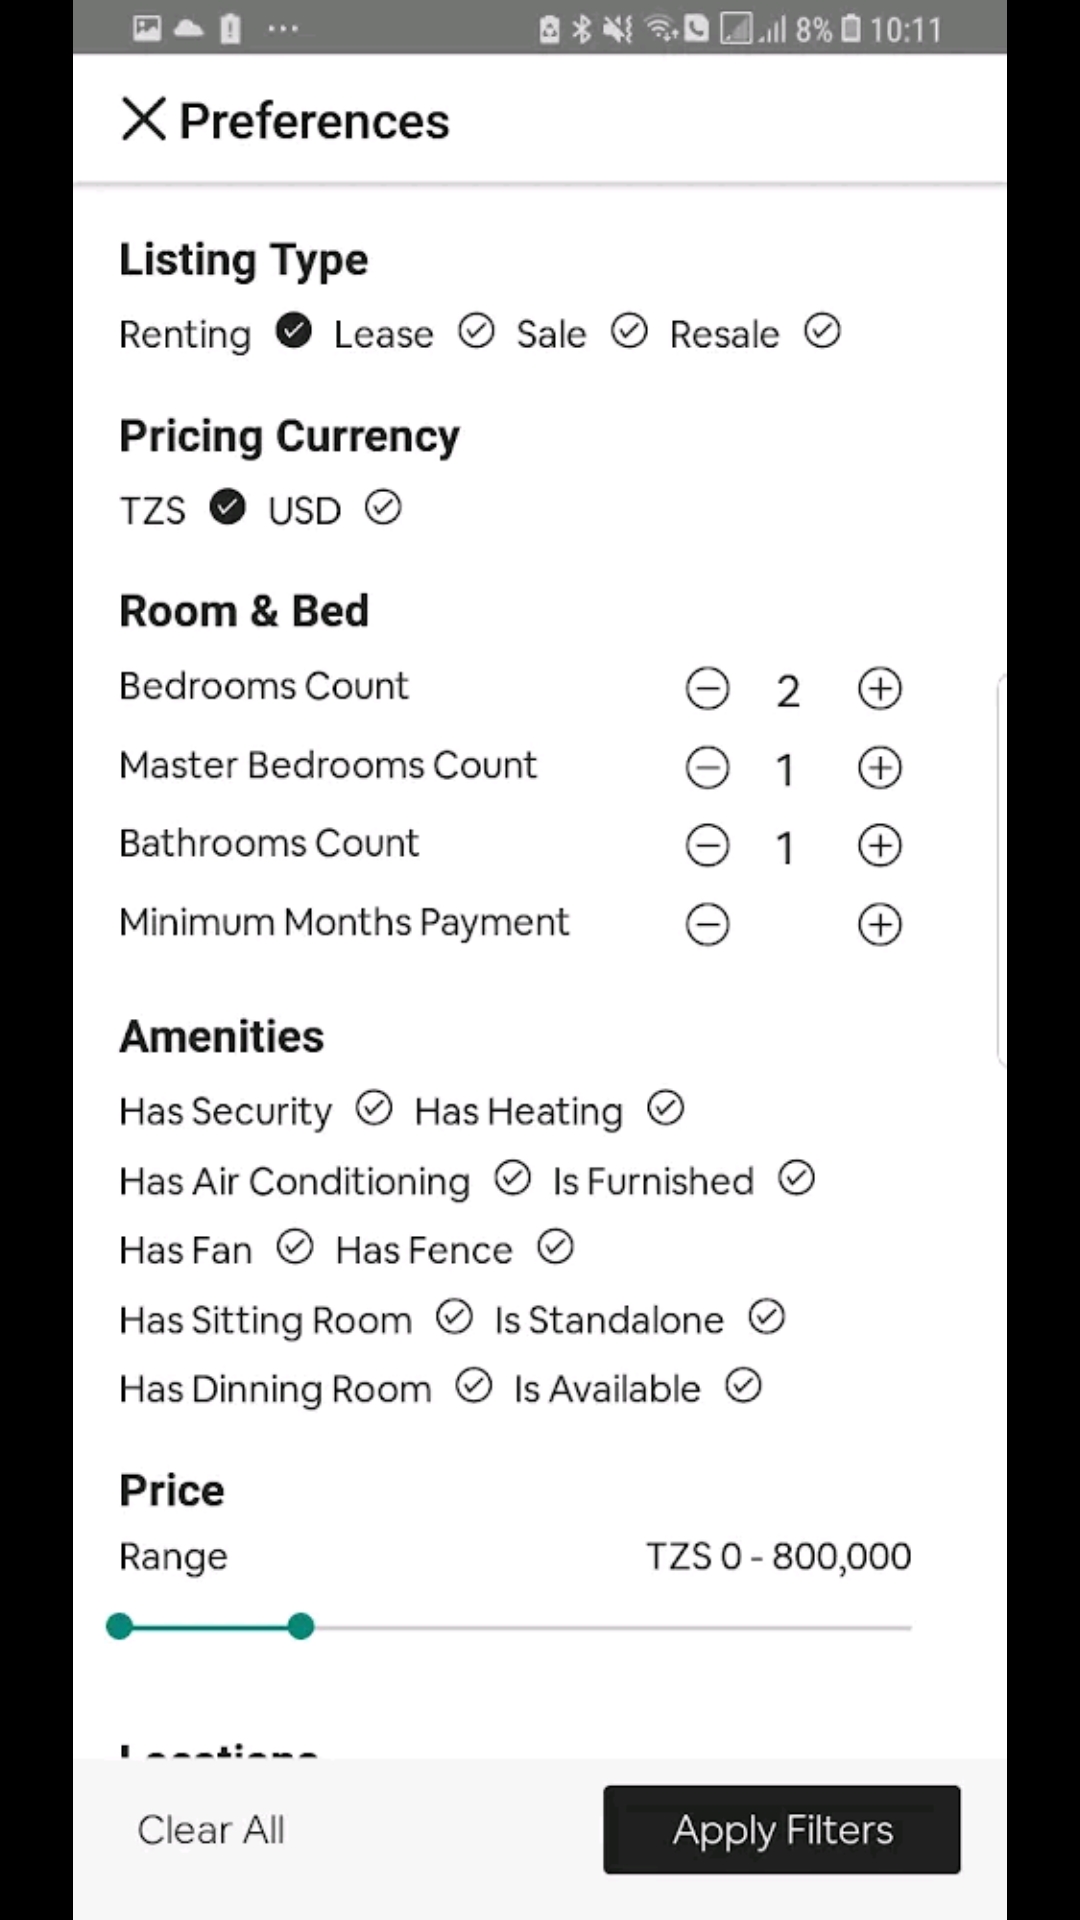 8% 10:11
Preferences
Listing Type
Renting Lease Sale Resale
Pricing Currency
TZS USD
Room & Bed
Bedrooms Count 2
Master Bedrooms Count 1
Bathrooms Count 1
Minimum Months Payment
Amenities
Has Security Has Heating
Has Air Conditioning Is Furnished
Has Fan Has Fence
Has Sitting Room Is Standalone
Has Dinning Room Is Available
Price
Range TZS 0 - 800,000
Locations
Clear All Apply Filters